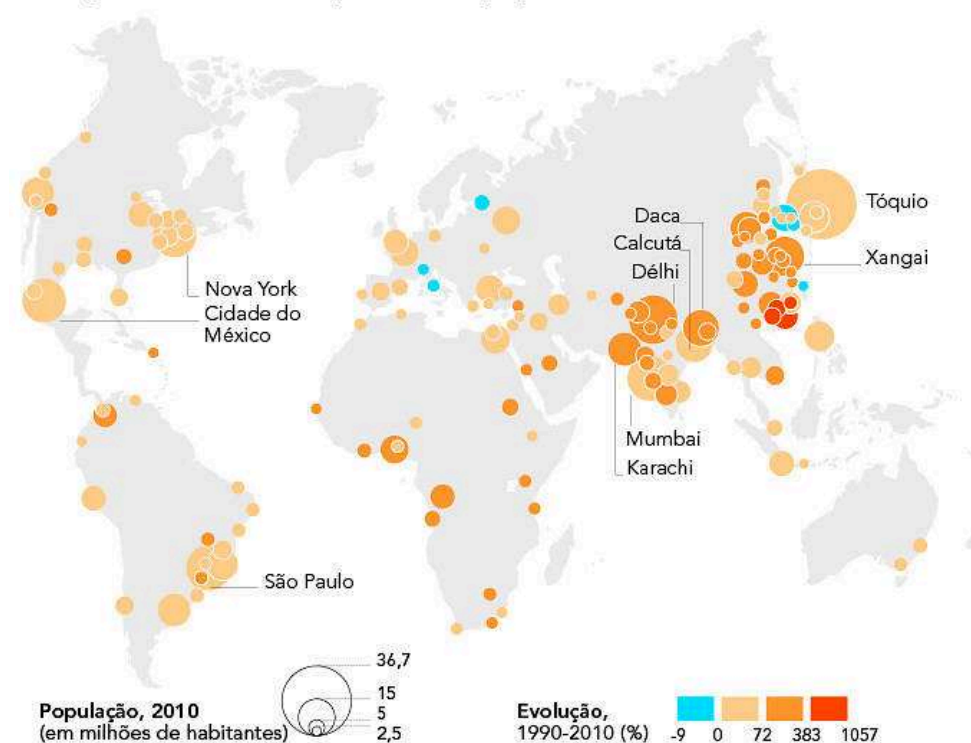 Tóquio
Daca
Calcutá
Délhi
Xangai
Nova York
Cidade do
México
Mumbai
Karachi
São Paulo
36,7
15
5
2,5
População, 2010
(em milhões de habitantes)
Evolução,
1990-2010 (%)
-9 0 72 383 1057